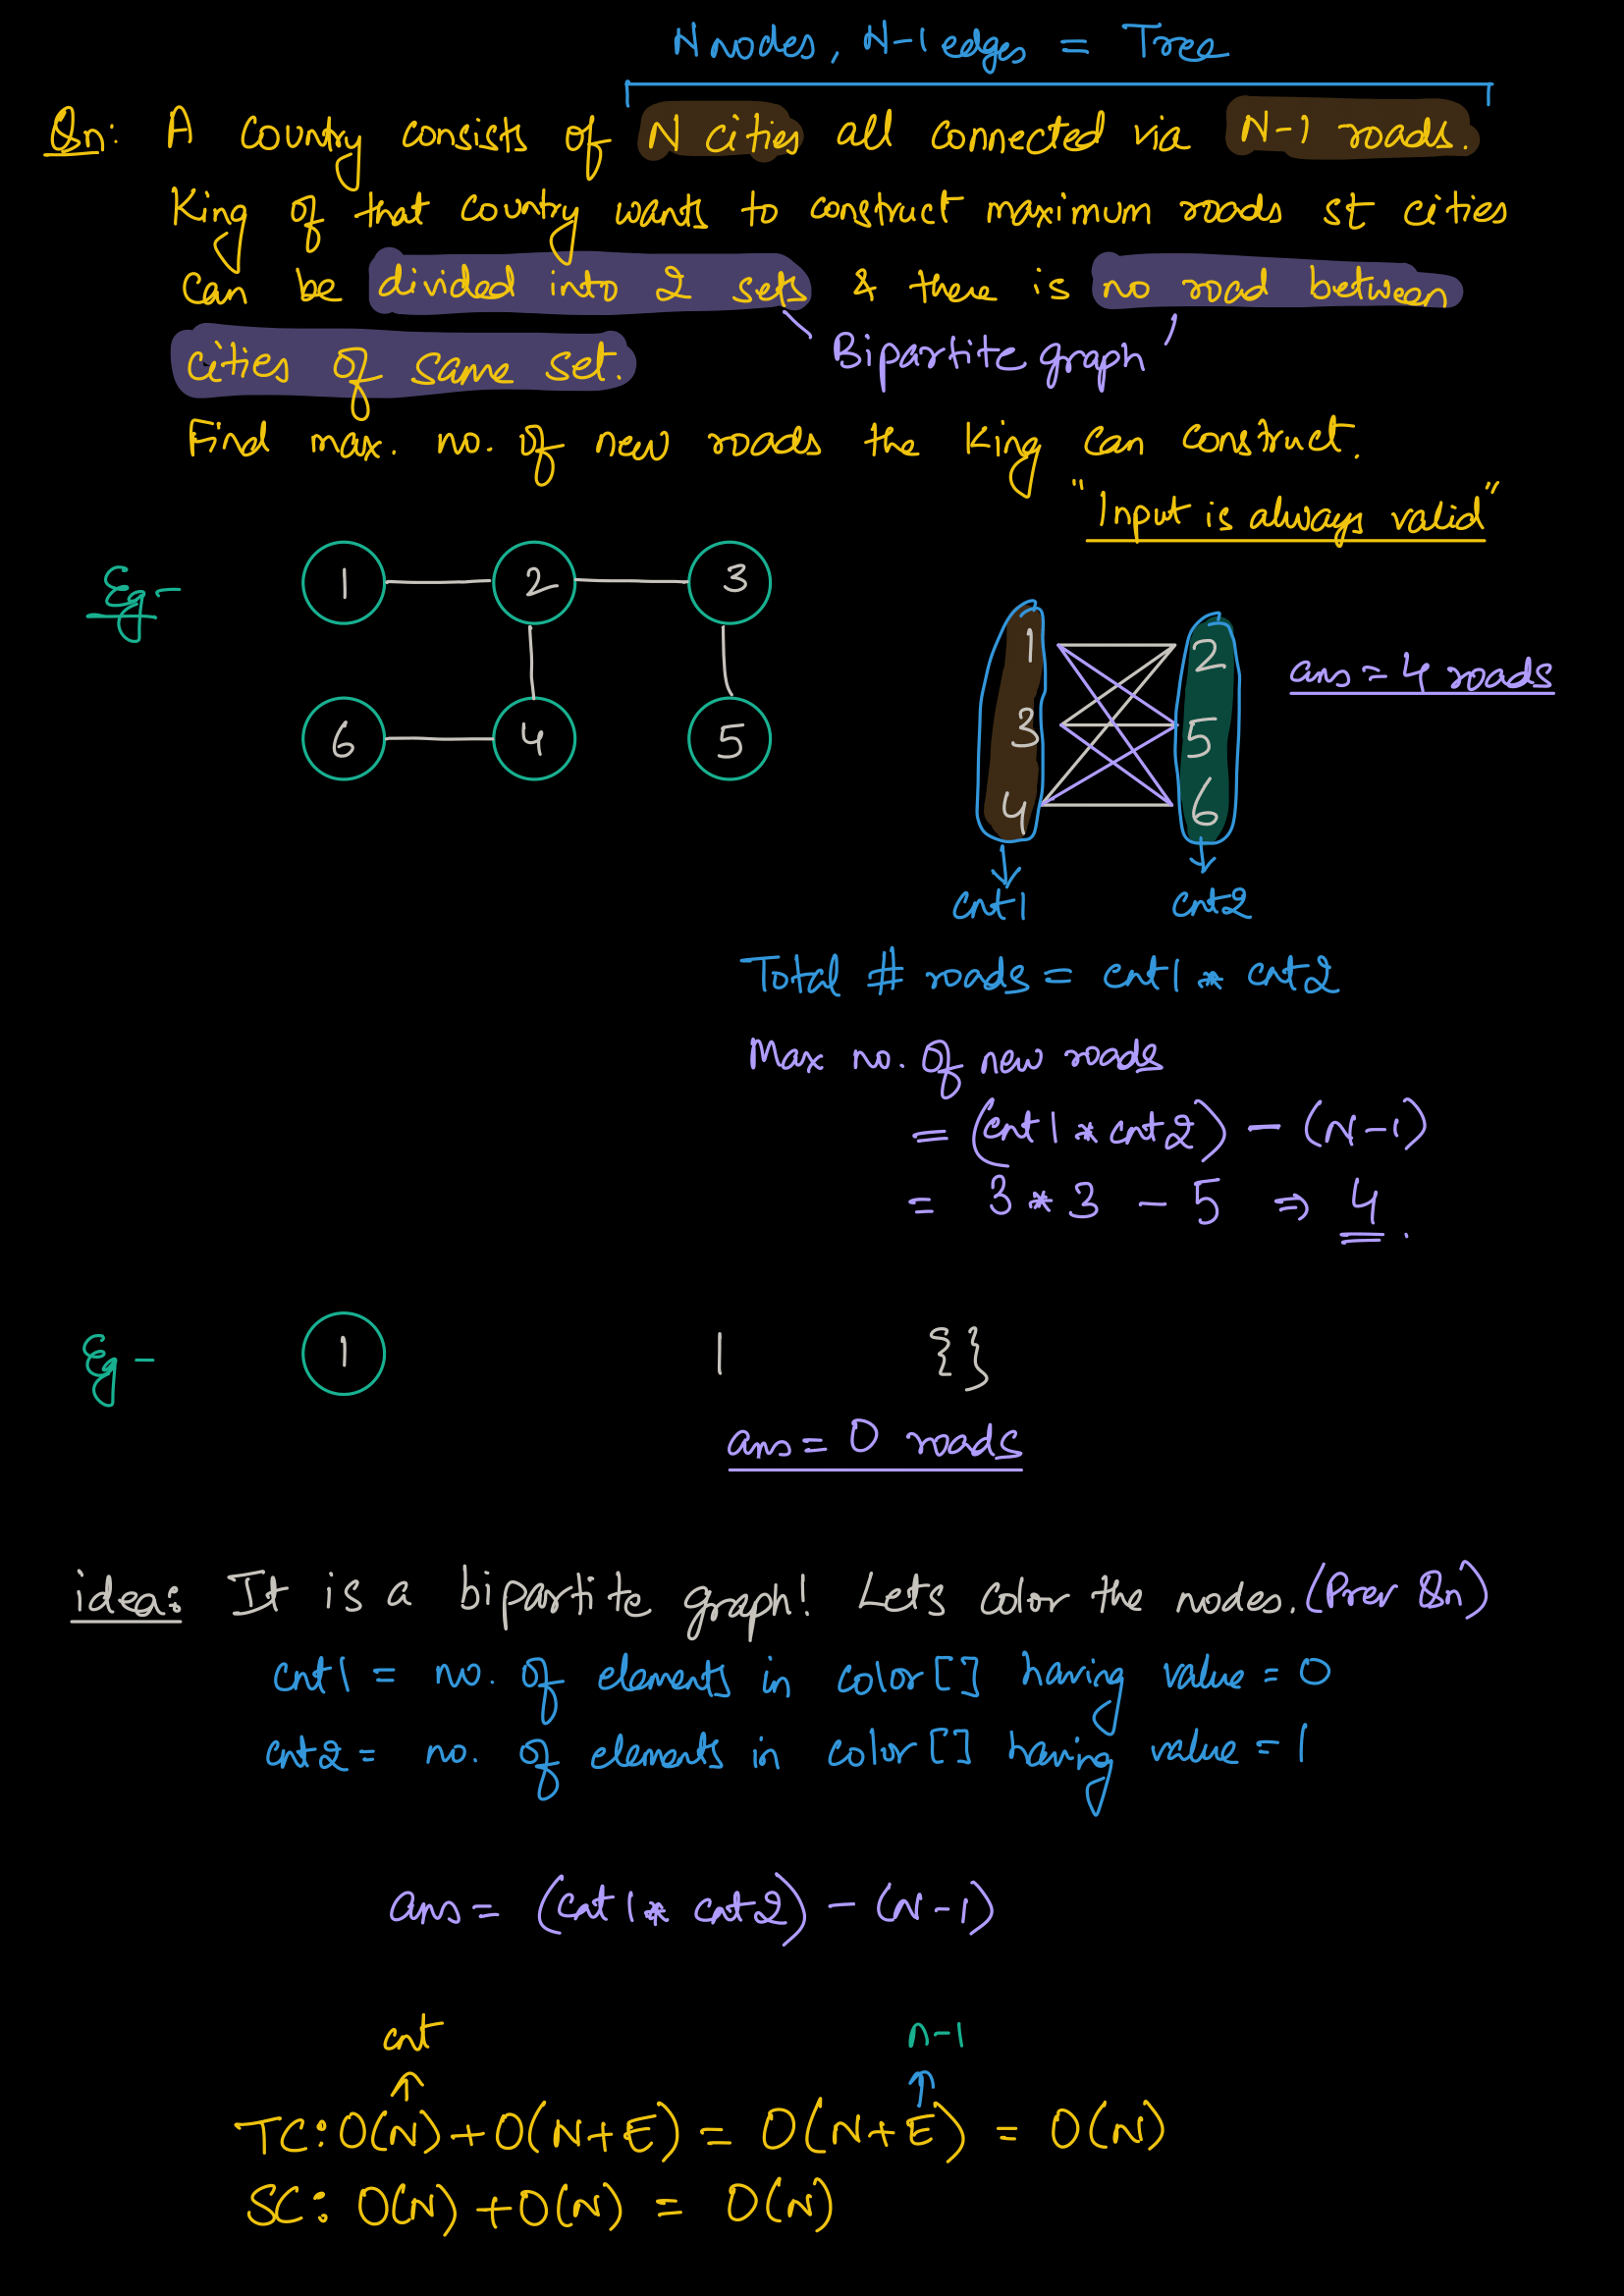 N nodes, N-1 edges = Tree
Qn: A country consists of N cities all connected via N-1 roads.
King of that country wants to construct maximum roads st cities
can be divided into 2 sets & there is no road between
cities of same set.
Bipartite graph
Find max. no. of new roads the King can construct.
"Input is always valid"
Eg-
1 2 3
6 4 5
1 2
3 5
4 6
ans = 4 roads
cnt1 cnt2
Total # roads = cnt1 * cnt2
Max no. of new roads
= (cnt1 * cnt2) - (N-1)
= 3 * 3 - 5 ⇒ 4.
Eg- 1 1 {}
ans = 0 roads
idea: It is a bipartite graph! Lets color the nodes. (Prev Qn)
cnt1 = no. of elements in color[] having value = 0
cnt2 = no. of elements in color[] having value = 1
ans = (cnt1 * cnt2) - (N-1)
cnt n-1
TC: O(N) + O(N+E) = O(N+E) = O(N)
SC: O(N) + O(N) = O(N)